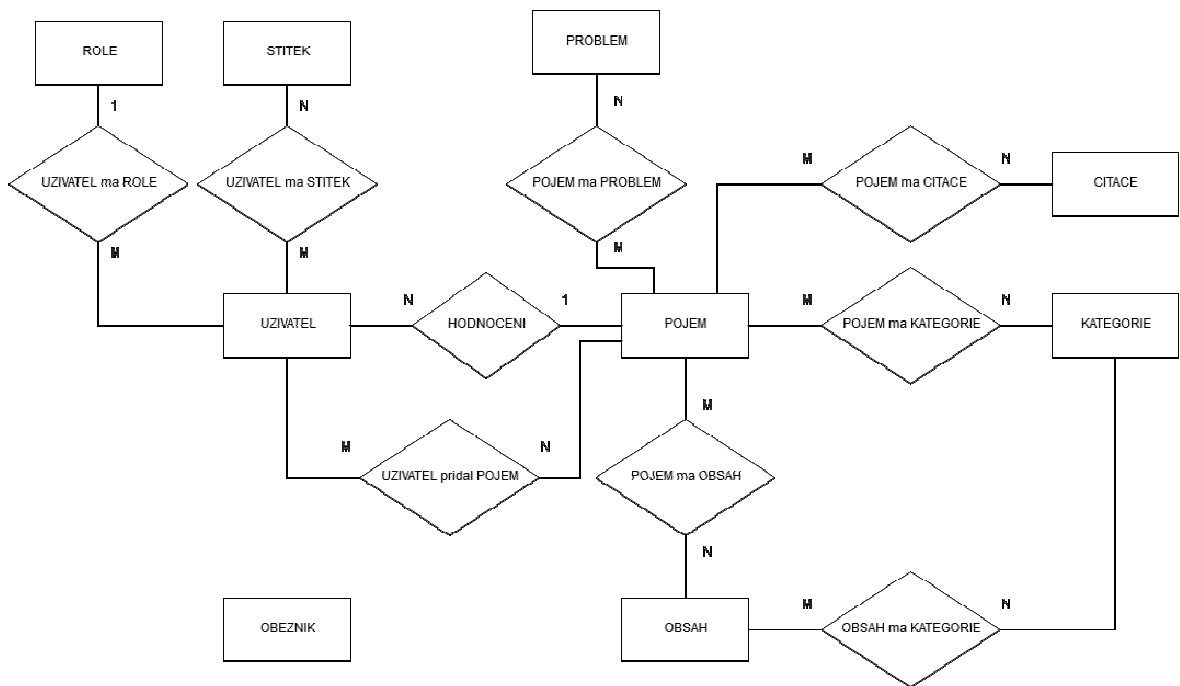 ROLE
STITEK
PROBLEM
1
N
N
UZIVATEL ma ROLE
UZIVATEL ma STITEK
POJEM ma PROBLEM
M
POJEM ma CITACE
N
CITACE
M
M
M
UZIVATEL
N
HODNOCENI
1
POJEM
M
POJEM ma KATEGORIE
N
KATEGORIE
M
UZIVATEL pridal POJEM
N
M
POJEM ma OBSAH
N
OBEZNIK
OBSAH
M
OBSAH ma KATEGORIE
N